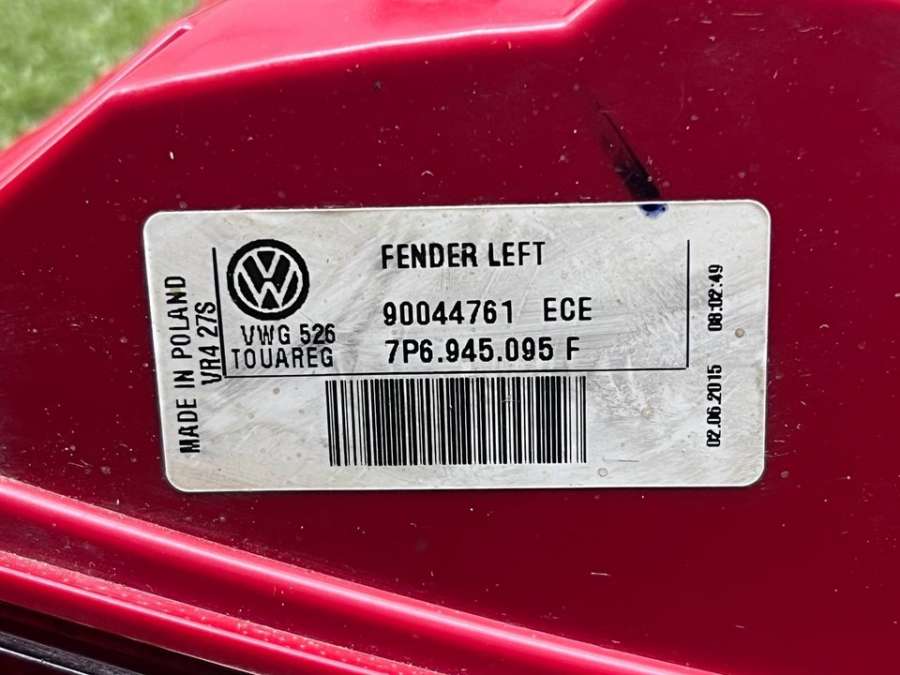 FENDER LEFT
90044761 ECE
7P6.945.095 F
VWG 526
TOUAREG
MADE IN POLAND
VR4 27S
02.06.2015 08:02:49